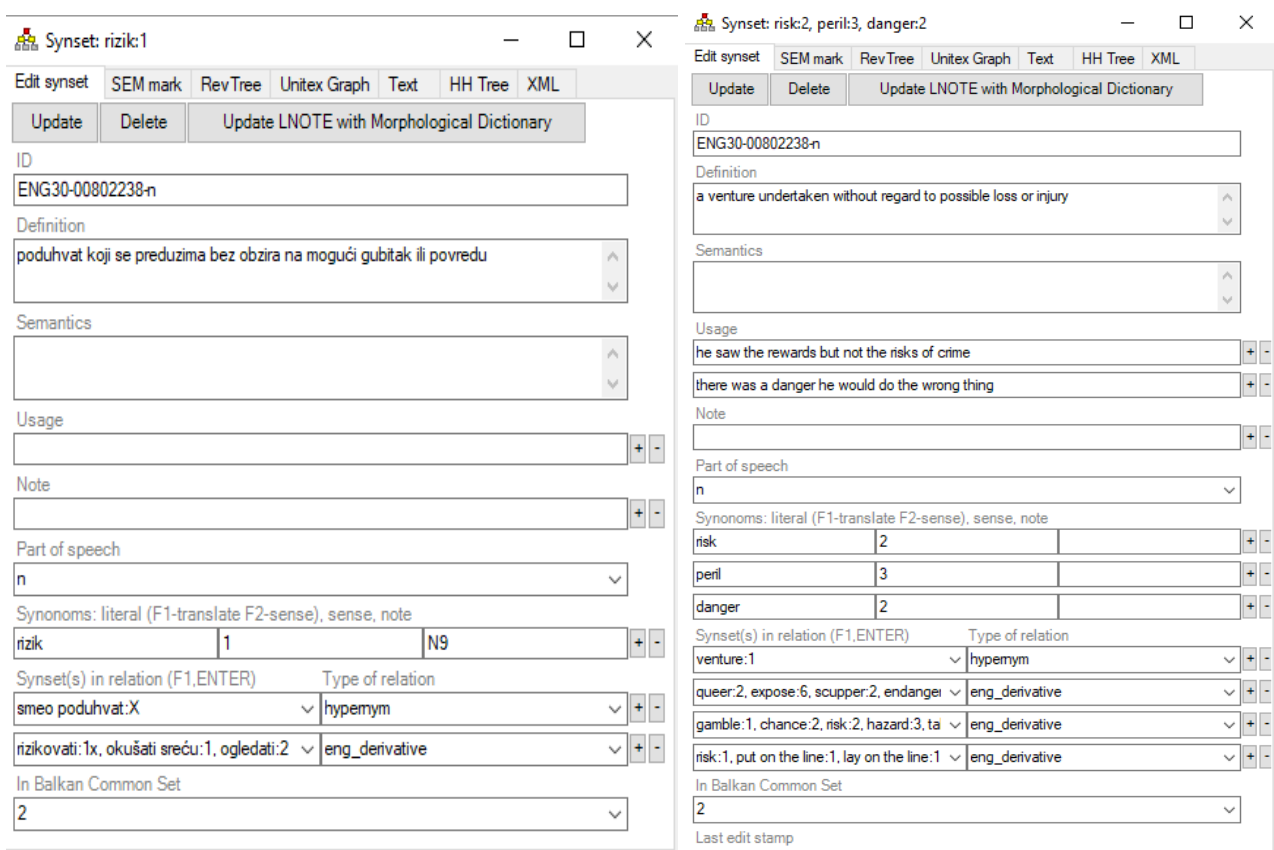 Synset: rizik:1
Edit synset SEM mark RevTree Unitex Graph Text HH Tree XML
Update Delete Update LNOTE with Morphological Dictionary
ID
ENG30-00802238-n
Definition
poduhvat koji se preduzima bez obzira na mogući gubitak ili povredu
Semantics
Usage
+ -
Note
+ -
Part of speech
n
Synonoms: literal (F1-translate F2-sense), sense, note
rizik 1 N9 + -
Synset(s) in relation (F1,ENTER) Type of relation
smeo poduhvat:X hypernym + -
rizikovati:1x, okušati sreću:1, ogledati:2 eng_derivative + -
In Balkan Common Set
2
Synset: risk:2, peril:3, danger:2
Edit synset SEM mark RevTree Unitex Graph Text HH Tree XML
Update Delete Update LNOTE with Morphological Dictionary
ID
ENG30-00802238-n
Definition
a venture undertaken without regard to possible loss or injury
Semantics
Usage
he saw the rewards but not the risks of crime + -
there was a danger he would do the wrong thing + -
Note
+ -
Part of speech
n
Synonoms: literal (F1-translate F2-sense), sense, note
risk 2 + -
peril 3 + -
danger 2 + -
Synset(s) in relation (F1,ENTER) Type of relation
venture:1 hypernym + -
queer:2, expose:6, scupper:2, endanger eng_derivative + -
gamble:1, chance:2, risk:2, hazard:3, ta eng_derivative + -
risk:1, put on the line:1, lay on the line:1 eng_derivative + -
In Balkan Common Set
2
Last edit stamp